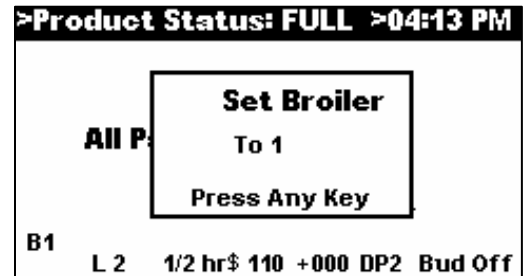 >Product Status: FULL >04:13 PM
Set Broiler
All P
To 1
Press Any Key
B1
L 2 1/2 hr$ 110 +000 DP2 Bud Off